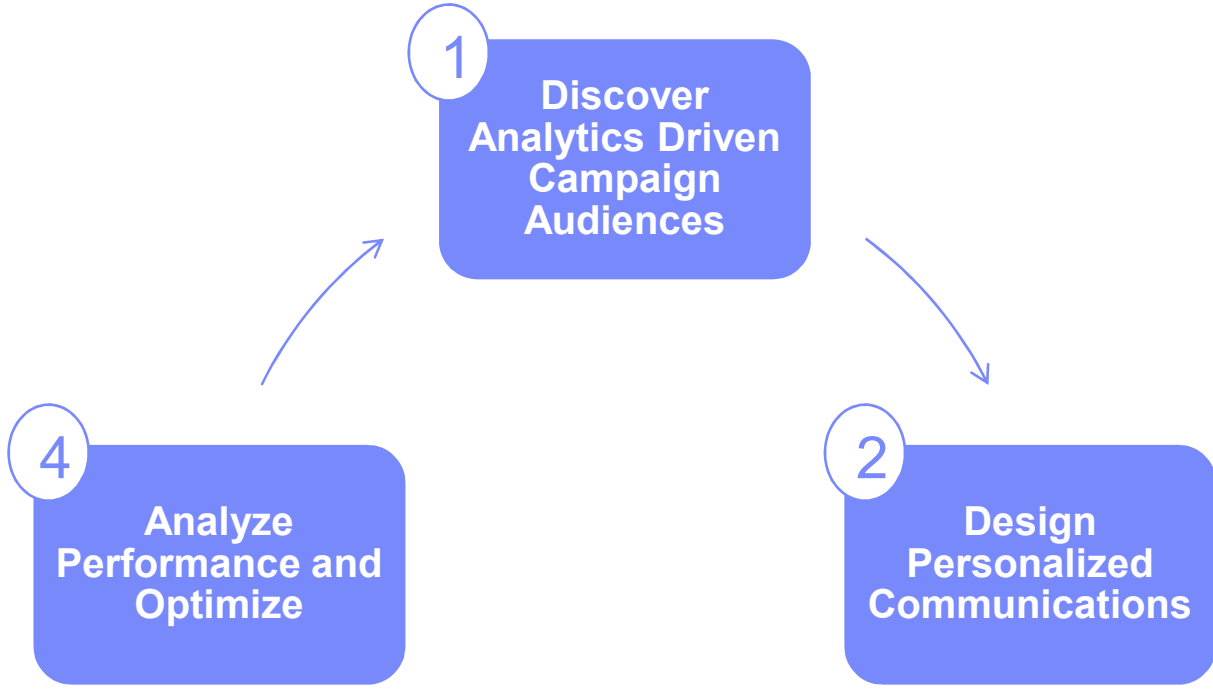 1
Discover
Analytics Driven
Campaign
Audiences
4
Analyze
Performance and
Optimize
2
Design
Personalized
Communications